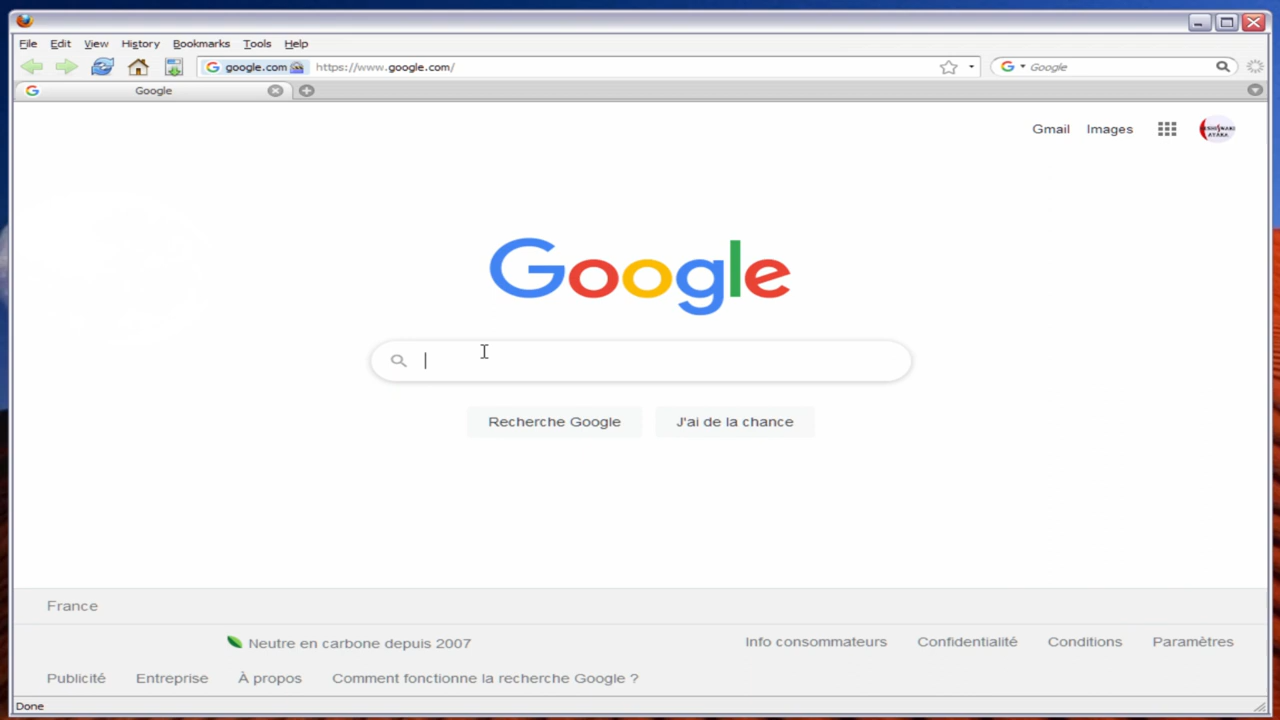 File Edit View History Bookmarks Tools Help
google.com https://www.google.com/ Google
Google
Gmail Images
Google
Recherche Google J'ai de la chance
France
Neutre en carbone depuis 2007 Info consommateurs Confidentialité Conditions Paramètres
Publicité Entreprise À propos Comment fonctionne la recherche Google ?
Done